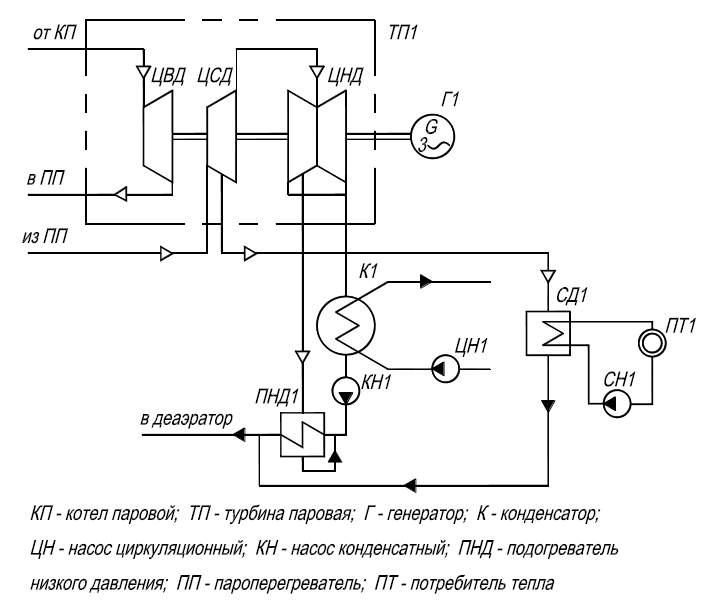 от КП
ТП1
ЦВД
ЦСД
ЦНД
Г1
G
3
в ПП
из ПП
К1
СД1
ПТ1
ЦН1
СН1
КН1
ПНД1
в деаэратор
КП - котел паровой; ТП - турбина паровая; Г - генератор; К - конденсатор;
ЦН - насос циркуляционный; КН - насос конденсатный; ПНД - подогреватель
низкого давления; ПП - пароперегреватель; ПТ - потребитель тепла